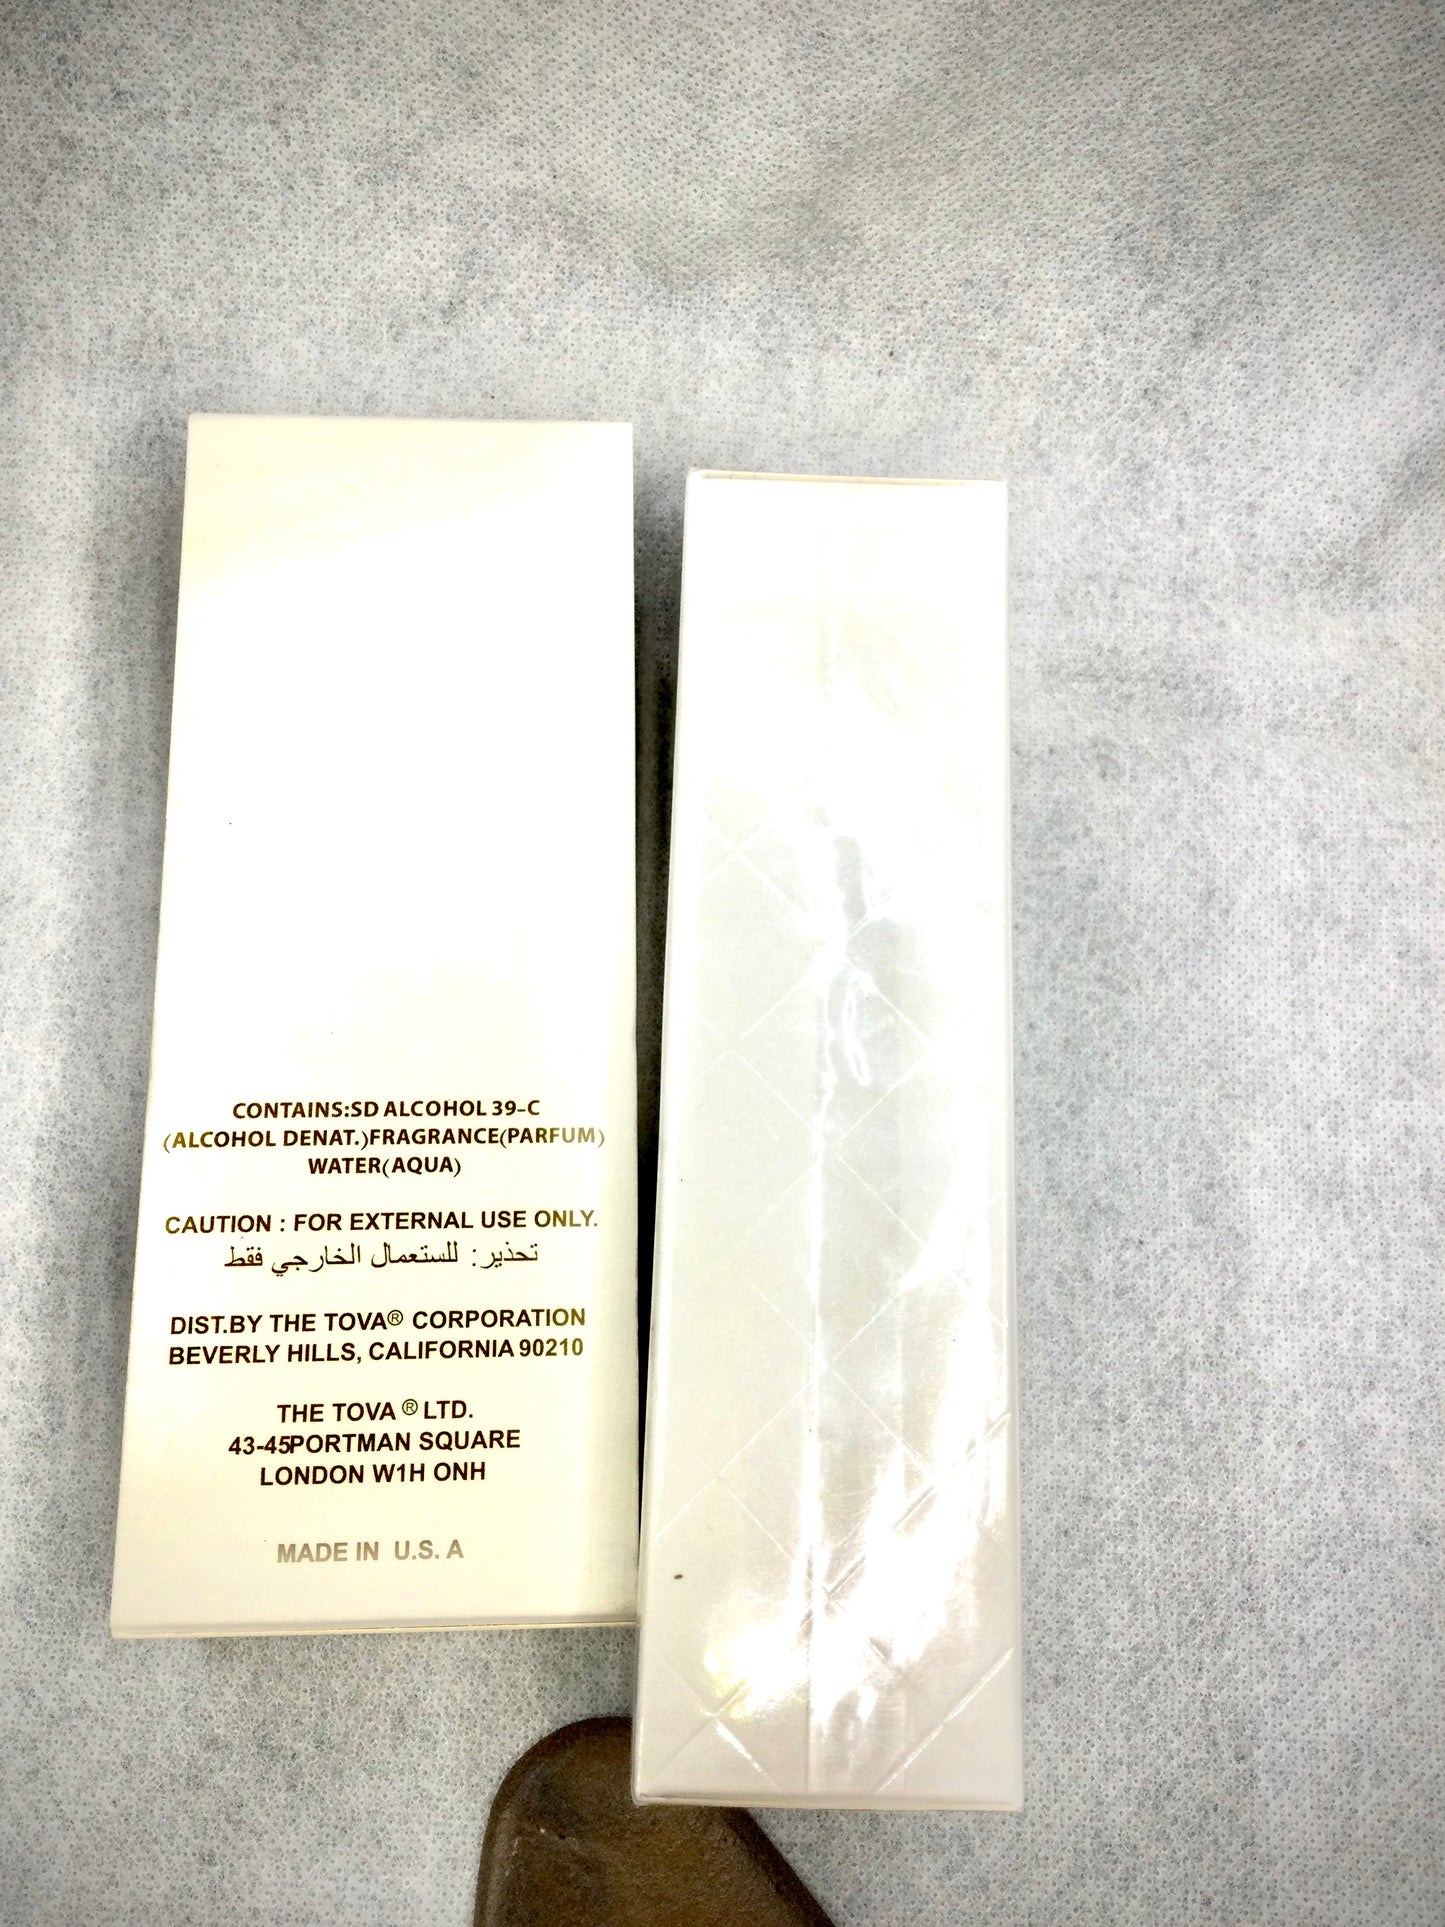 CONTAINS:SD ALCOHOL 39-C
(ALCOHOL DENAT.)FRAGRANCE(PARFUM)
WATER(AQUA)
CAUTION : FOR EXTERNAL USE ONLY.
تحذير: للستعمال الخارجي فقط
DIST.BY THE TOVA® CORPORATION
BEVERLY HILLS, CALIFORNIA 90210
THE TOVA ® LTD.
43-45PORTMAN SQUARE
LONDON W1H ONH
MADE IN U.S. A